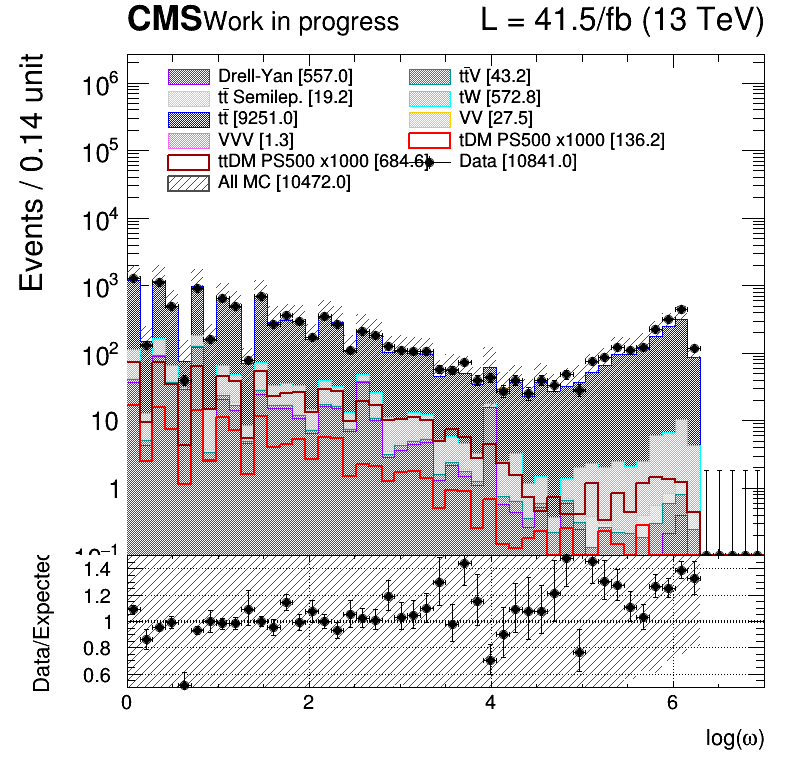 CMS Work in progress L = 41.5/fb (13 TeV)
Events / 0.14 unit
10⁶
10⁵
10⁴
10³
10²
10
1
10⁻¹
Drell-Yan [557.0] tt̄V [43.2]
tt̄ Semilep. [19.2] tW [572.8]
tt̄ [9251.0] VV [27.5]
VVV [1.3] tDM PS500 x1000 [136.2]
ttDM PS500 x1000 [684.6] Data [10841.0]
All MC [10472.0]
Data/Expected
1.4
1.2
1
0.8
0.6
0 2 4 6
log(ω)